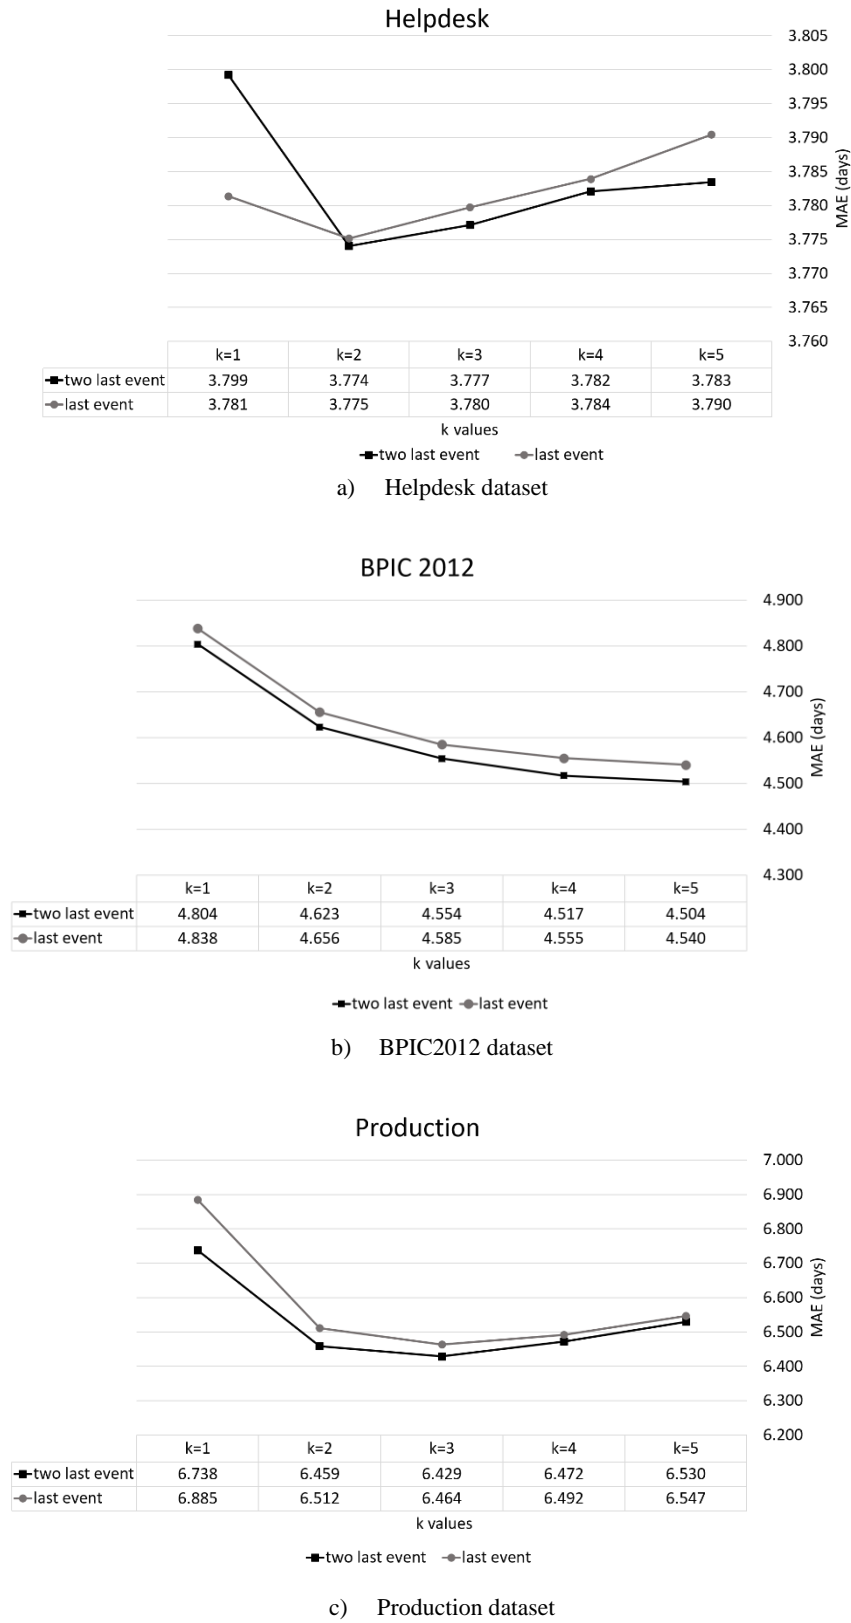 Helpdesk
3.805
3.800
3.795
3.790
3.785
3.780
3.775
3.770
3.765
3.760
MAE (days)
k=1 k=2 k=3 k=4 k=5
two last event 3.799 3.774 3.777 3.782 3.783
last event 3.781 3.775 3.780 3.784 3.790
k values
two last event last event
a) Helpdesk dataset
BPIC 2012
4.900
4.800
4.700
4.600
4.500
4.400
4.300
MAE (days)
k=1 k=2 k=3 k=4 k=5
two last event 4.804 4.623 4.554 4.517 4.504
last event 4.838 4.656 4.585 4.555 4.540
k values
two last event last event
b) BPIC2012 dataset
Production
7.000
6.900
6.800
6.700
6.600
6.500
6.400
6.300
6.200
MAE (days)
k=1 k=2 k=3 k=4 k=5
two last event 6.738 6.459 6.429 6.472 6.530
last event 6.885 6.512 6.464 6.492 6.547
k values
two last event last event
c) Production dataset